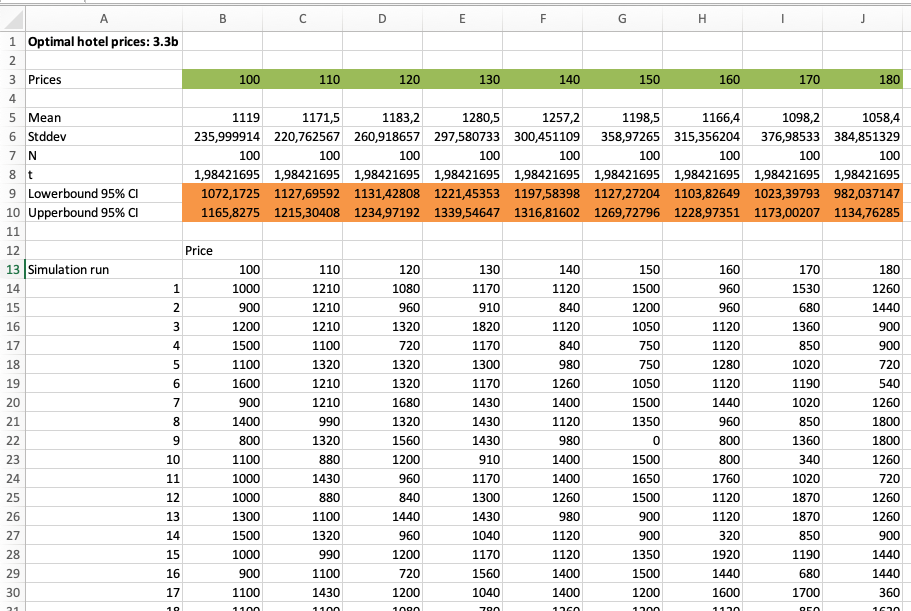 A B C D E F G H I J
1 Optimal hotel prices: 3.3b
2
3 Prices 100 110 120 130 140 150 160 170 180
4
5 Mean 1119 1171,5 1183,2 1280,5 1257,2 1198,5 1166,4 1098,2 1058,4
6 Stddev 235,999914 220,762567 260,918657 297,580733 300,451109 358,97265 315,356204 376,98533 384,851329
7 N 100 100 100 100 100 100 100 100 100
8 t 1,98421695 1,98421695 1,98421695 1,98421695 1,98421695 1,98421695 1,98421695 1,98421695 1,98421695
9 Lowerbound 95% CI 1072,1725 1127,69592 1131,42808 1221,45353 1197,58398 1127,27204 1103,82649 1023,39793 982,037147
10 Upperbound 95% CI 1165,8275 1215,30408 1234,97192 1339,54647 1316,81602 1269,72796 1228,97351 1173,00207 1134,76285
11
12 Price
13 Simulation run 100 110 120 130 140 150 160 170 180
14 1 1000 1210 1080 1170 1120 1500 960 1530 1260
15 2 900 1210 960 910 840 1200 960 680 1440
16 3 1200 1210 1320 1820 1120 1050 1120 1360 900
17 4 1500 1100 720 1170 840 750 1120 850 900
18 5 1100 1320 1320 1300 980 750 1280 1020 720
19 6 1600 1210 1320 1170 1260 1050 1120 1190 540
20 7 900 1210 1680 1430 1400 1500 1440 1020 1260
21 8 1400 990 1320 1430 1120 1350 960 850 1800
22 9 800 1320 1560 1430 980 0 800 1360 1800
23 10 1100 880 1200 910 1400 1500 800 340 1260
24 11 1000 1430 960 1170 1400 1650 1760 1020 720
25 12 1000 880 840 1300 1260 1500 1120 1870 1260
26 13 1300 1100 1440 1430 980 900 1120 1870 1260
27 14 1500 1320 960 1040 1120 900 320 850 900
28 15 1000 990 1200 1170 1120 1350 1920 1190 1440
29 16 900 1100 720 1560 1400 1500 1440 680 1440
30 17 1100 1430 1200 1040 1400 1200 1600 1700 360
31 18 1100 1100 1080 780 1260 1200 1120 850 1620